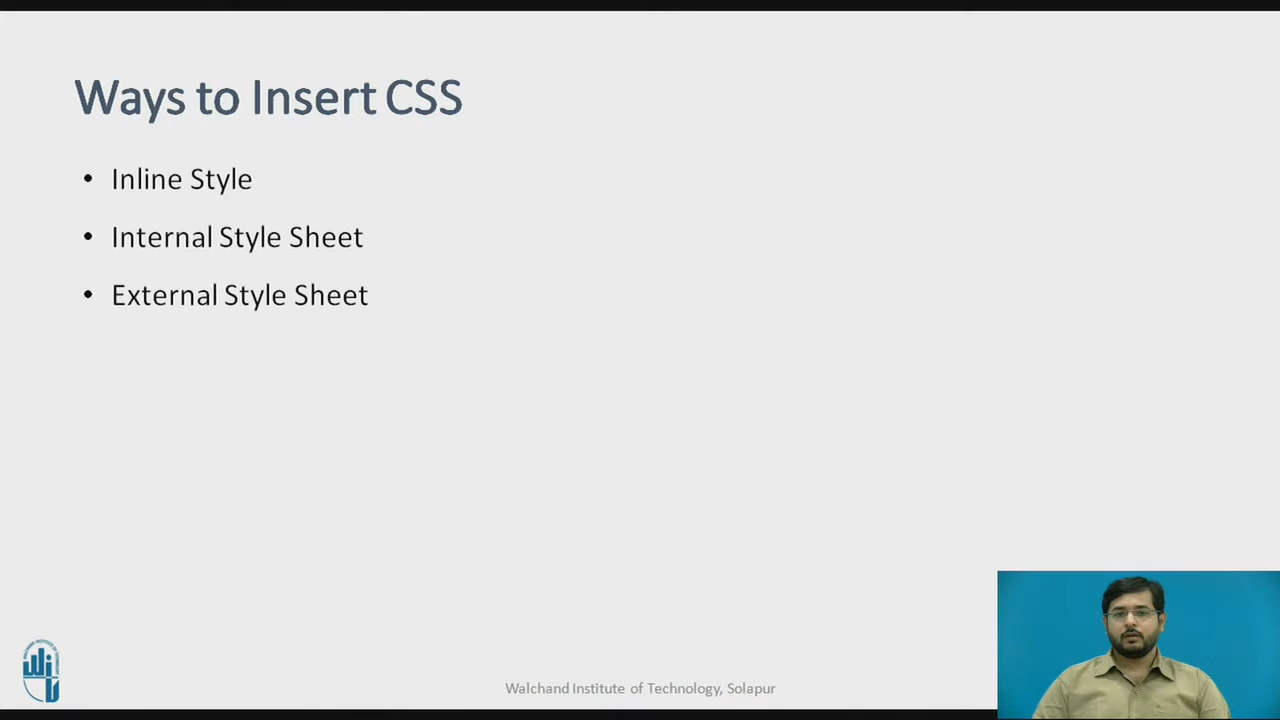 Ways to Insert CSS
• Inline Style
• Internal Style Sheet
• External Style Sheet
Walchand Institute of Technology, Solapur